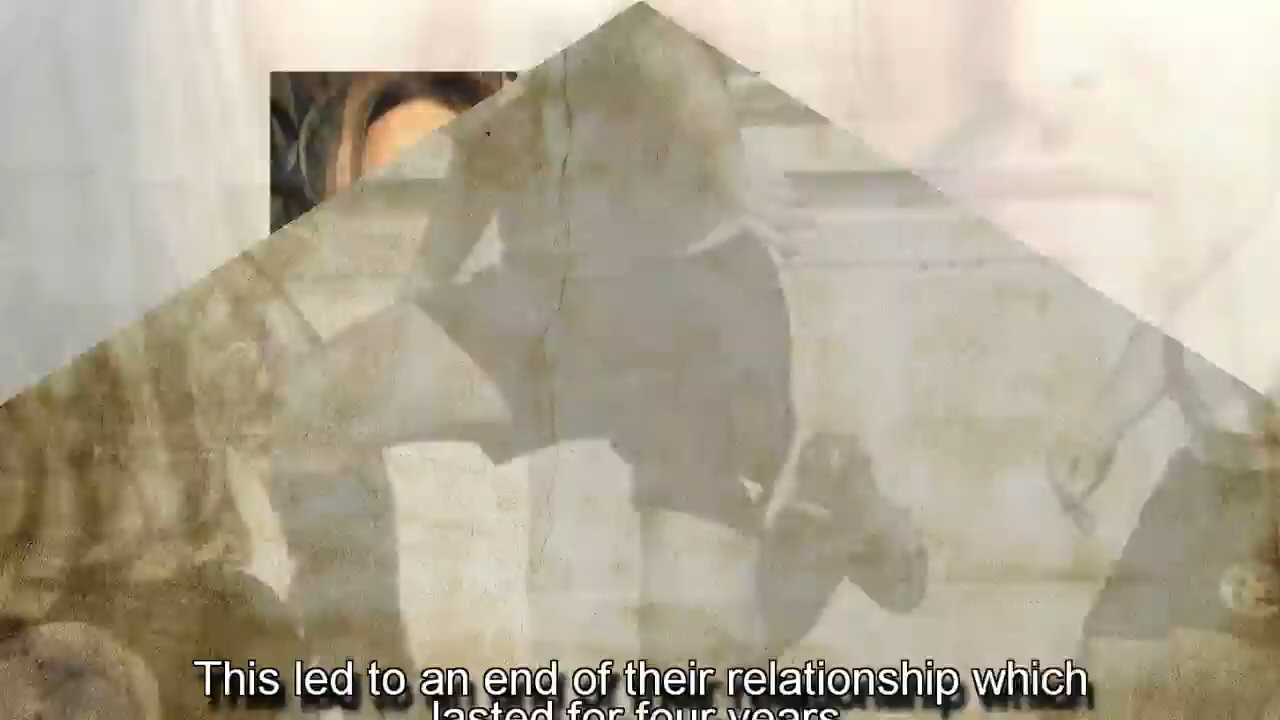 This led to an end of their relationship which
lasted for four years